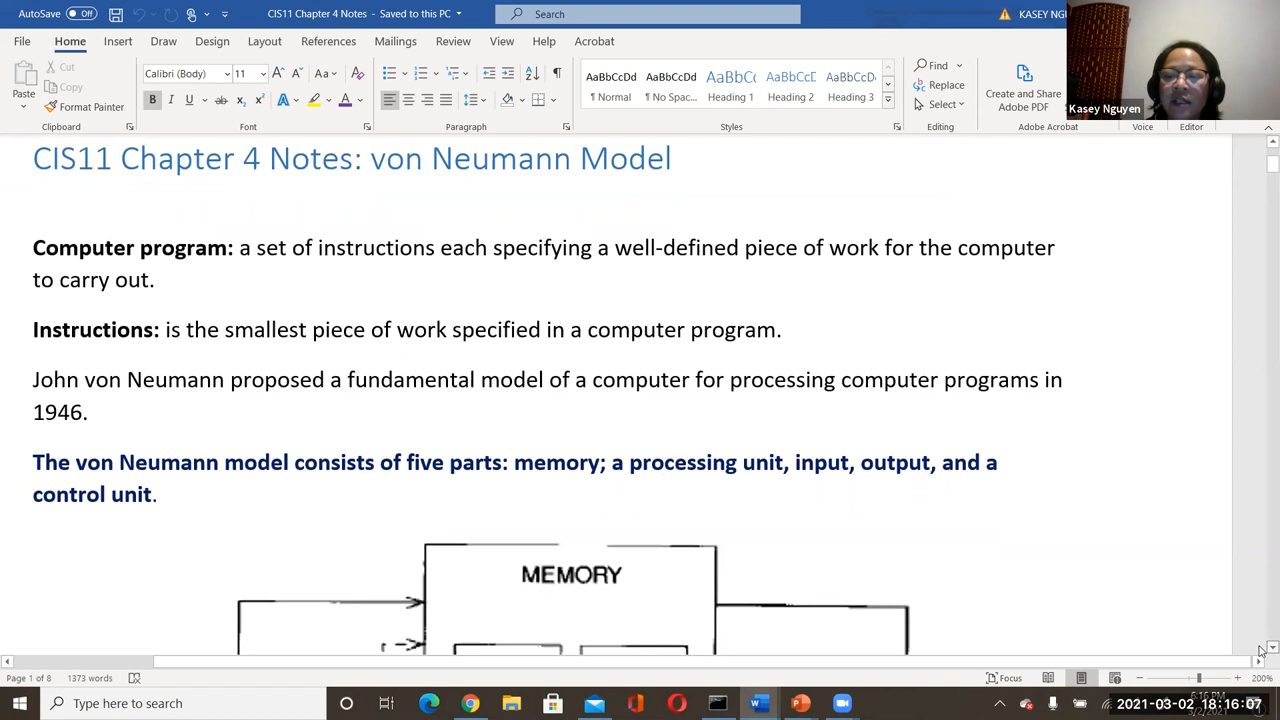 AutoSave Off CIS11 Chapter 4 Notes - Saved to this PC Search KASEY NGU
File Home Insert Draw Design Layout References Mailings Review View Help Acrobat
Paste Cut Copy Format Painter Clipboard
Calibri (Body) 11 Font
Paragraph
AaBbCcDd AaBbCcDd AaBbCc AaBbCcD AaBbCcD
¶ Normal ¶ No Spac... Heading 1 Heading 2 Heading 3
Styles
Find Replace Select Editing
Create and Share Adobe PDF Adobe Acrobat
Voice Editor
Kasey Nguyen
CIS11 Chapter 4 Notes: von Neumann Model
Computer program: a set of instructions each specifying a well-defined piece of work for the computer
to carry out.
Instructions: is the smallest piece of work specified in a computer program.
John von Neumann proposed a fundamental model of a computer for processing computer programs in
1946.
The von Neumann model consists of five parts: memory; a processing unit, input, output, and a
control unit.
MEMORY
Page 1 of 8 1373 words Focus 200%
Type here to search
6:16 PM
2021-03-02 18:16:07